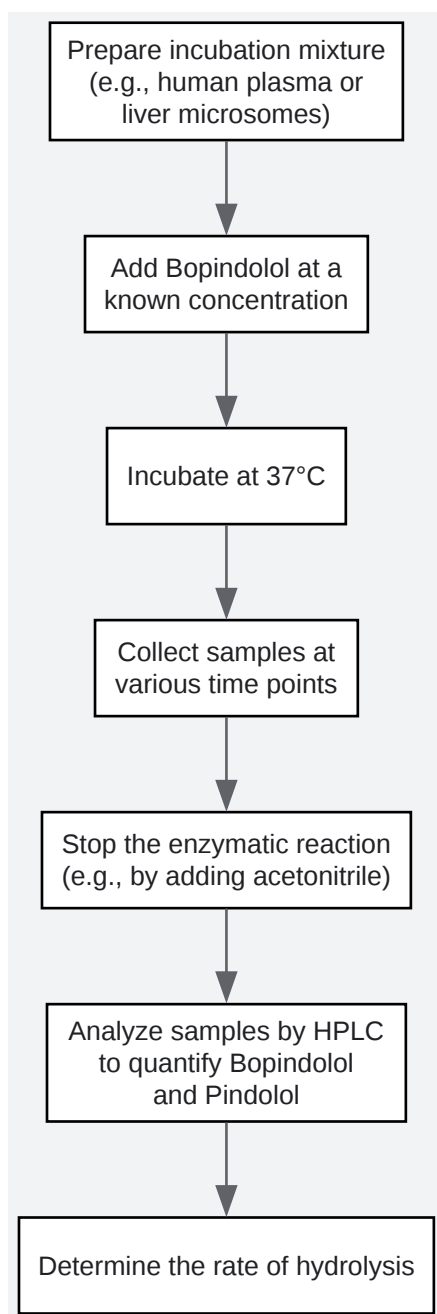 Prepare incubation mixture
(e.g., human plasma or
liver microsomes)
Add Bopindolol at a
known concentration
Incubate at 37°C
Collect samples at
various time points
Stop the enzymatic reaction
(e.g., by adding acetonitrile)
Analyze samples by HPLC
to quantify Bopindolol
and Pindolol
Determine the rate of hydrolysis